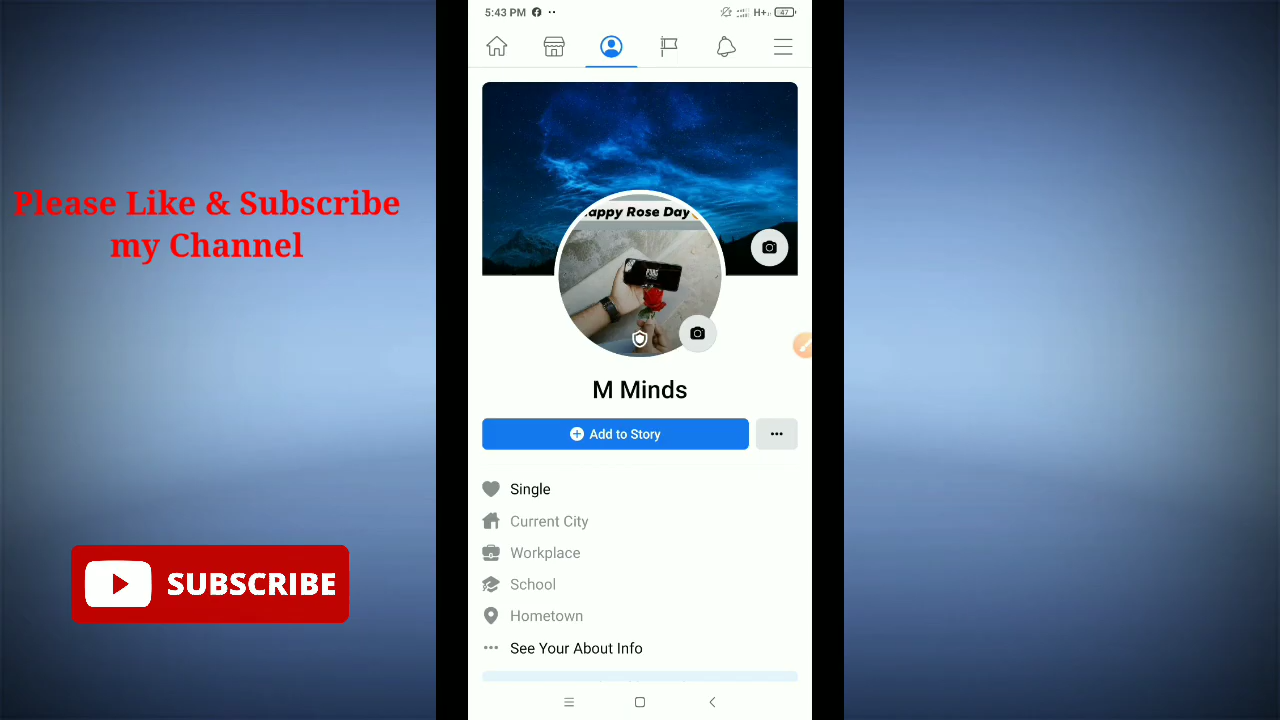 5:43 PM
H+
47
Please Like & Subscribe
my Channel
SUBSCRIBE
appy Rose Day
M Minds
Add to Story
Single
Current City
Workplace
School
Hometown
See Your About Info